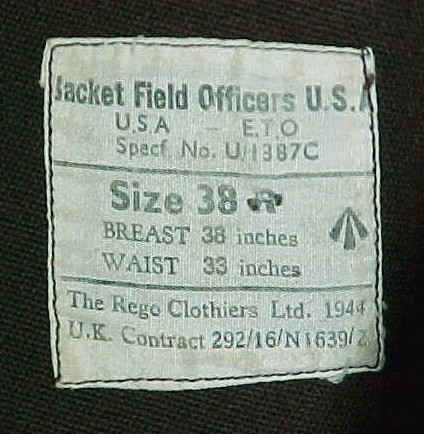 Jacket Field Officers U.S.A
U.S.A – E.T.O
Specf. No. U/1387C
Size 38 R
BREAST 38 inches
WAIST 33 inches
The Rego Clothiers Ltd. 1944
U.K. Contract 292/16/N1639/2